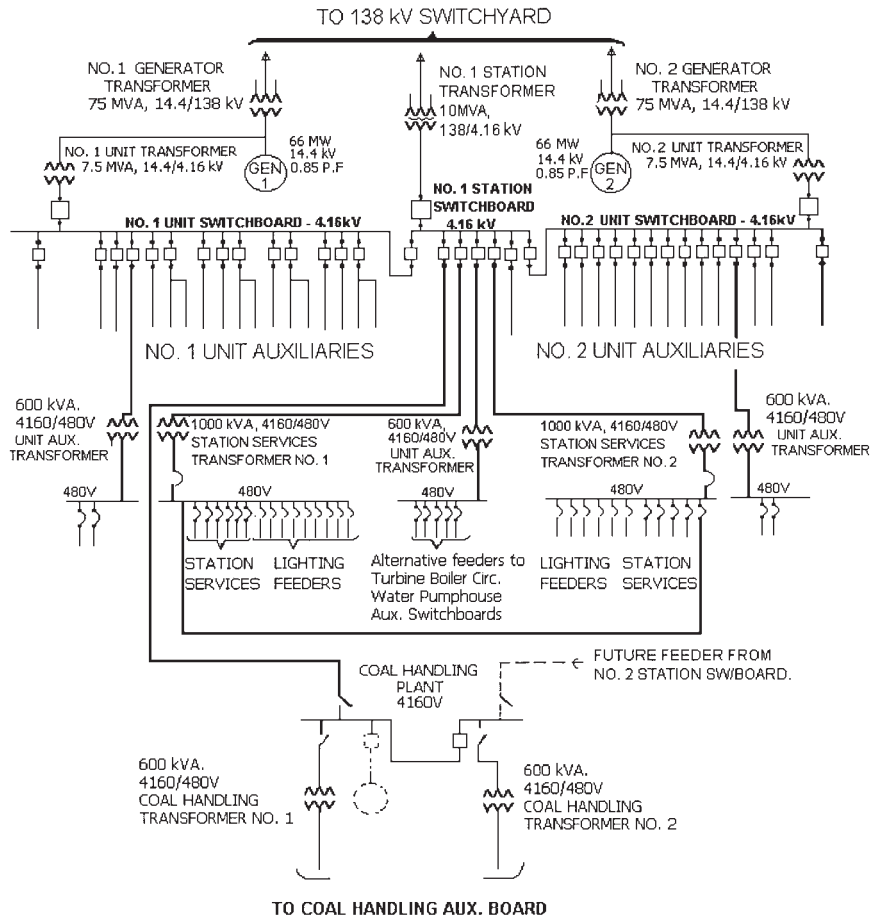 TO 138 kV SWITCHYARD
NO. 1 GENERATOR
TRANSFORMER
75 MVA, 14.4/138 kV
NO. 1 STATION
TRANSFORMER
10MVA,
138/4.16 kV
NO. 2 GENERATOR
TRANSFORMER
75 MVA, 14.4/138 kV
NO. 1 UNIT TRANSFORMER
7.5 MVA, 14.4/4.16 kV
GEN
1
66 MW
14.4 kV
0.85 P.F
66 MW
14.4 kV
0.85 P.F
GEN
2
NO.2 UNIT TRANSFORMER
7.5 MVA, 14.4/4.16 kV
NO. 1 UNIT SWITCHBOARD - 4.16kV
NO. 1 STATION
SWITCHBOARD
4.16 kV
NO.2 UNIT SWITCHBOARD - 4.16kV
NO. 1 UNIT AUXILIARIES
NO. 2 UNIT AUXILIARIES
600 kVA.
4160/480V
UNIT AUX.
TRANSFORMER
1000 kVA, 4160/480V
STATION SERVICES
TRANSFORMER NO. 1
600 kVA,
4160/480V
UNIT AUX.
TRANSFORMER
1000 kVA, 4160/480V
STATION SERVICES
TRANSFORMER NO. 2
600 kVA.
4160/480V
UNIT AUX.
TRANSFORMER
480V
480V
480V
480V
480V
STATION
SERVICES
LIGHTING
FEEDERS
Alternative feeders to
Turbine Boiler Circ.
Water Pumphouse
Aux. Switchboards
LIGHTING
FEEDERS
STATION
SERVICES
COAL HANDLING
PLANT
4160V
FUTURE FEEDER FROM
NO. 2 STATION SW/BOARD.
600 kVA.
4160/480V
COAL HANDLING
TRANSFORMER NO. 1
600 kVA.
4160/480V
COAL HANDLING
TRANSFORMER NO. 2
TO COAL HANDLING AUX. BOARD